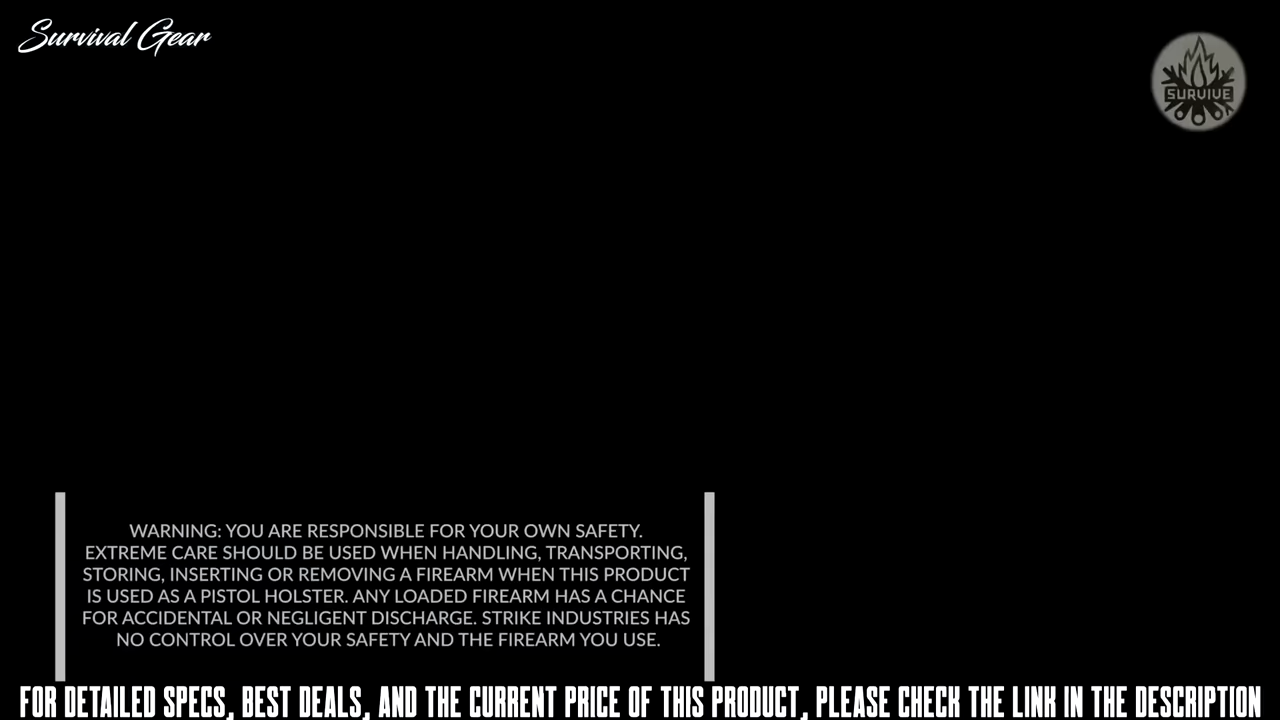 Survival Gear
SURVIVE
WARNING: YOU ARE RESPONSIBLE FOR YOUR OWN SAFETY.
EXTREME CARE SHOULD BE USED WHEN HANDLING, TRANSPORTING,
STORING, INSERTING OR REMOVING A FIREARM WHEN THIS PRODUCT
IS USED AS A PISTOL HOLSTER. ANY LOADED FIREARM HAS A CHANCE
FOR ACCIDENTAL OR NEGLIGENT DISCHARGE. STRIKE INDUSTRIES HAS
NO CONTROL OVER YOUR SAFETY AND THE FIREARM YOU USE.
FOR DETAILED SPECS, BEST DEALS, AND THE CURRENT PRICE OF THIS PRODUCT, PLEASE CHECK THE LINK IN THE DESCRIPTION